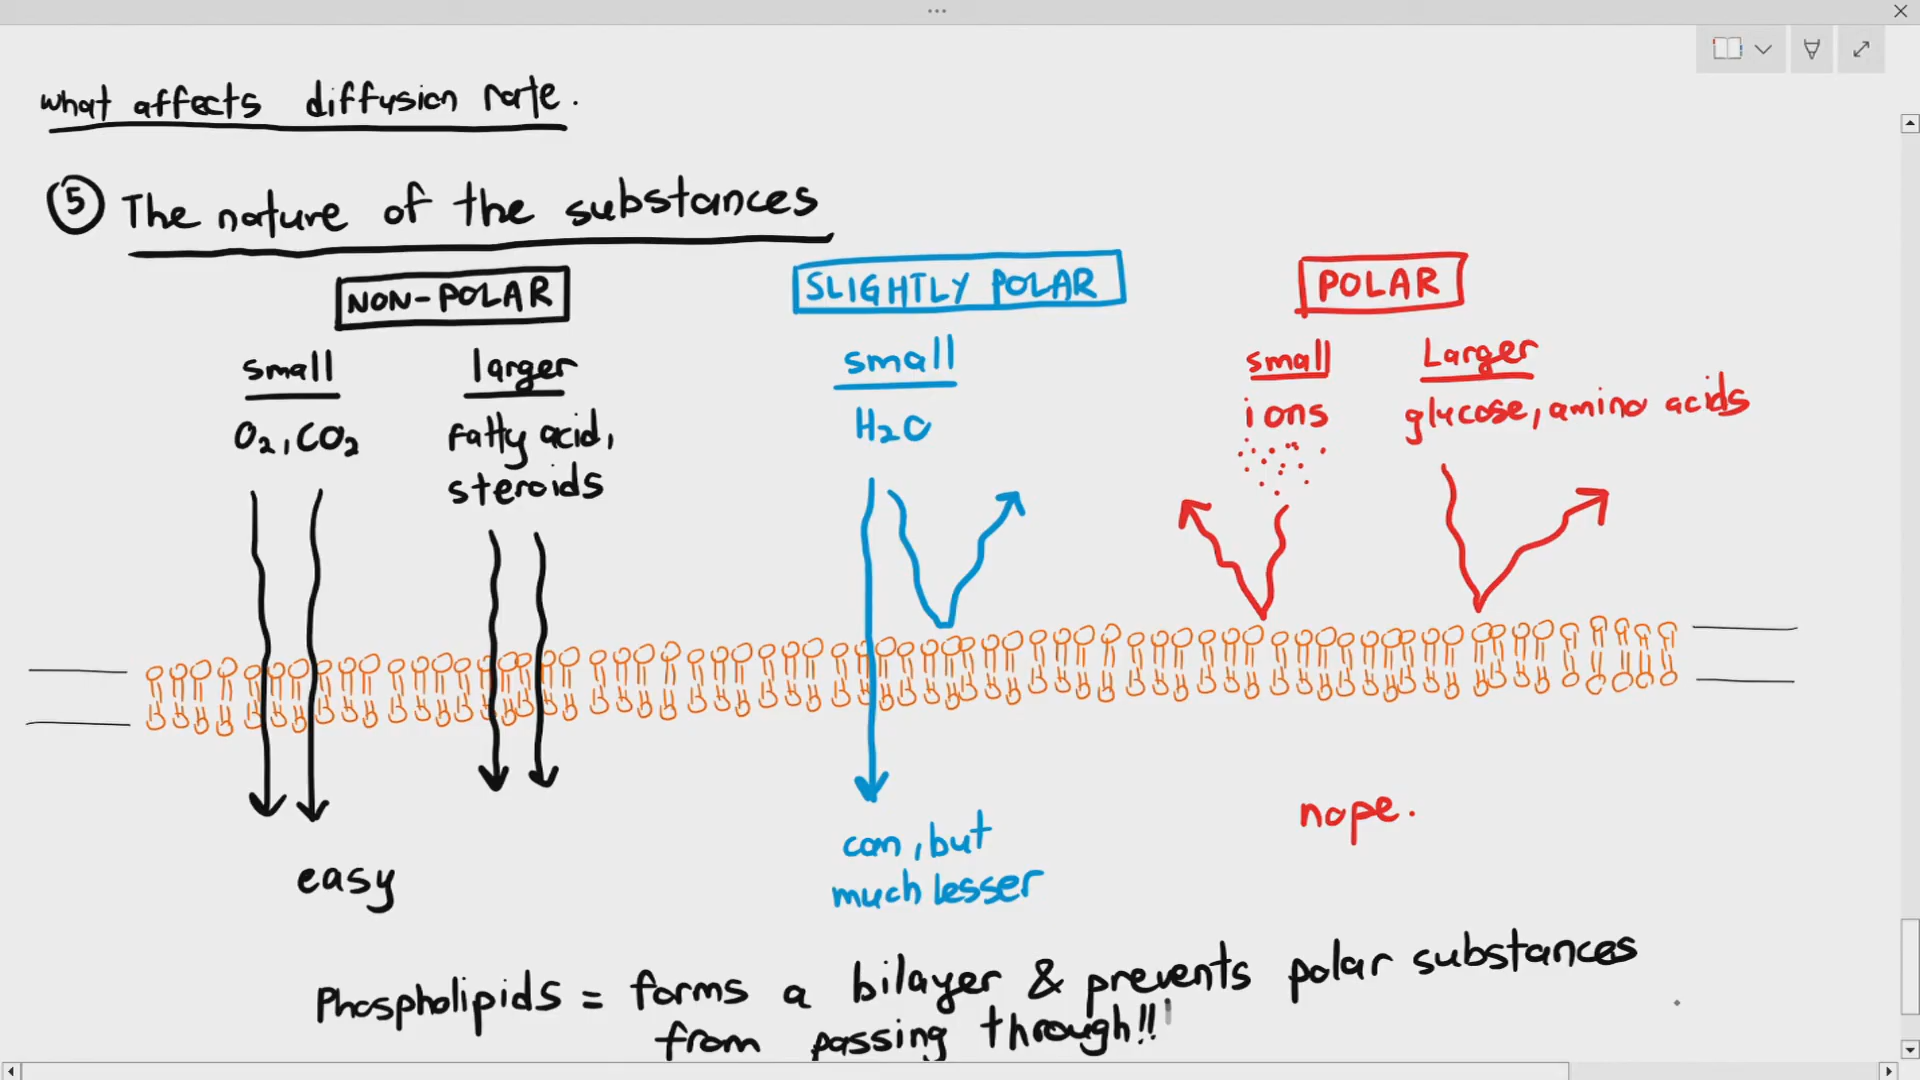 what affects diffusion rate.
⑤ The nature of the substances
NON-POLAR
small
O₂, CO₂
larger
fatty acid,
steroids
easy
SLIGHTLY POLAR
small
H₂O
can, but
much lesser
POLAR
small
ions
Larger
glucose, amino acids
nope.
Phospholipids = forms a bilayer & prevents polar substances
from passing through!!